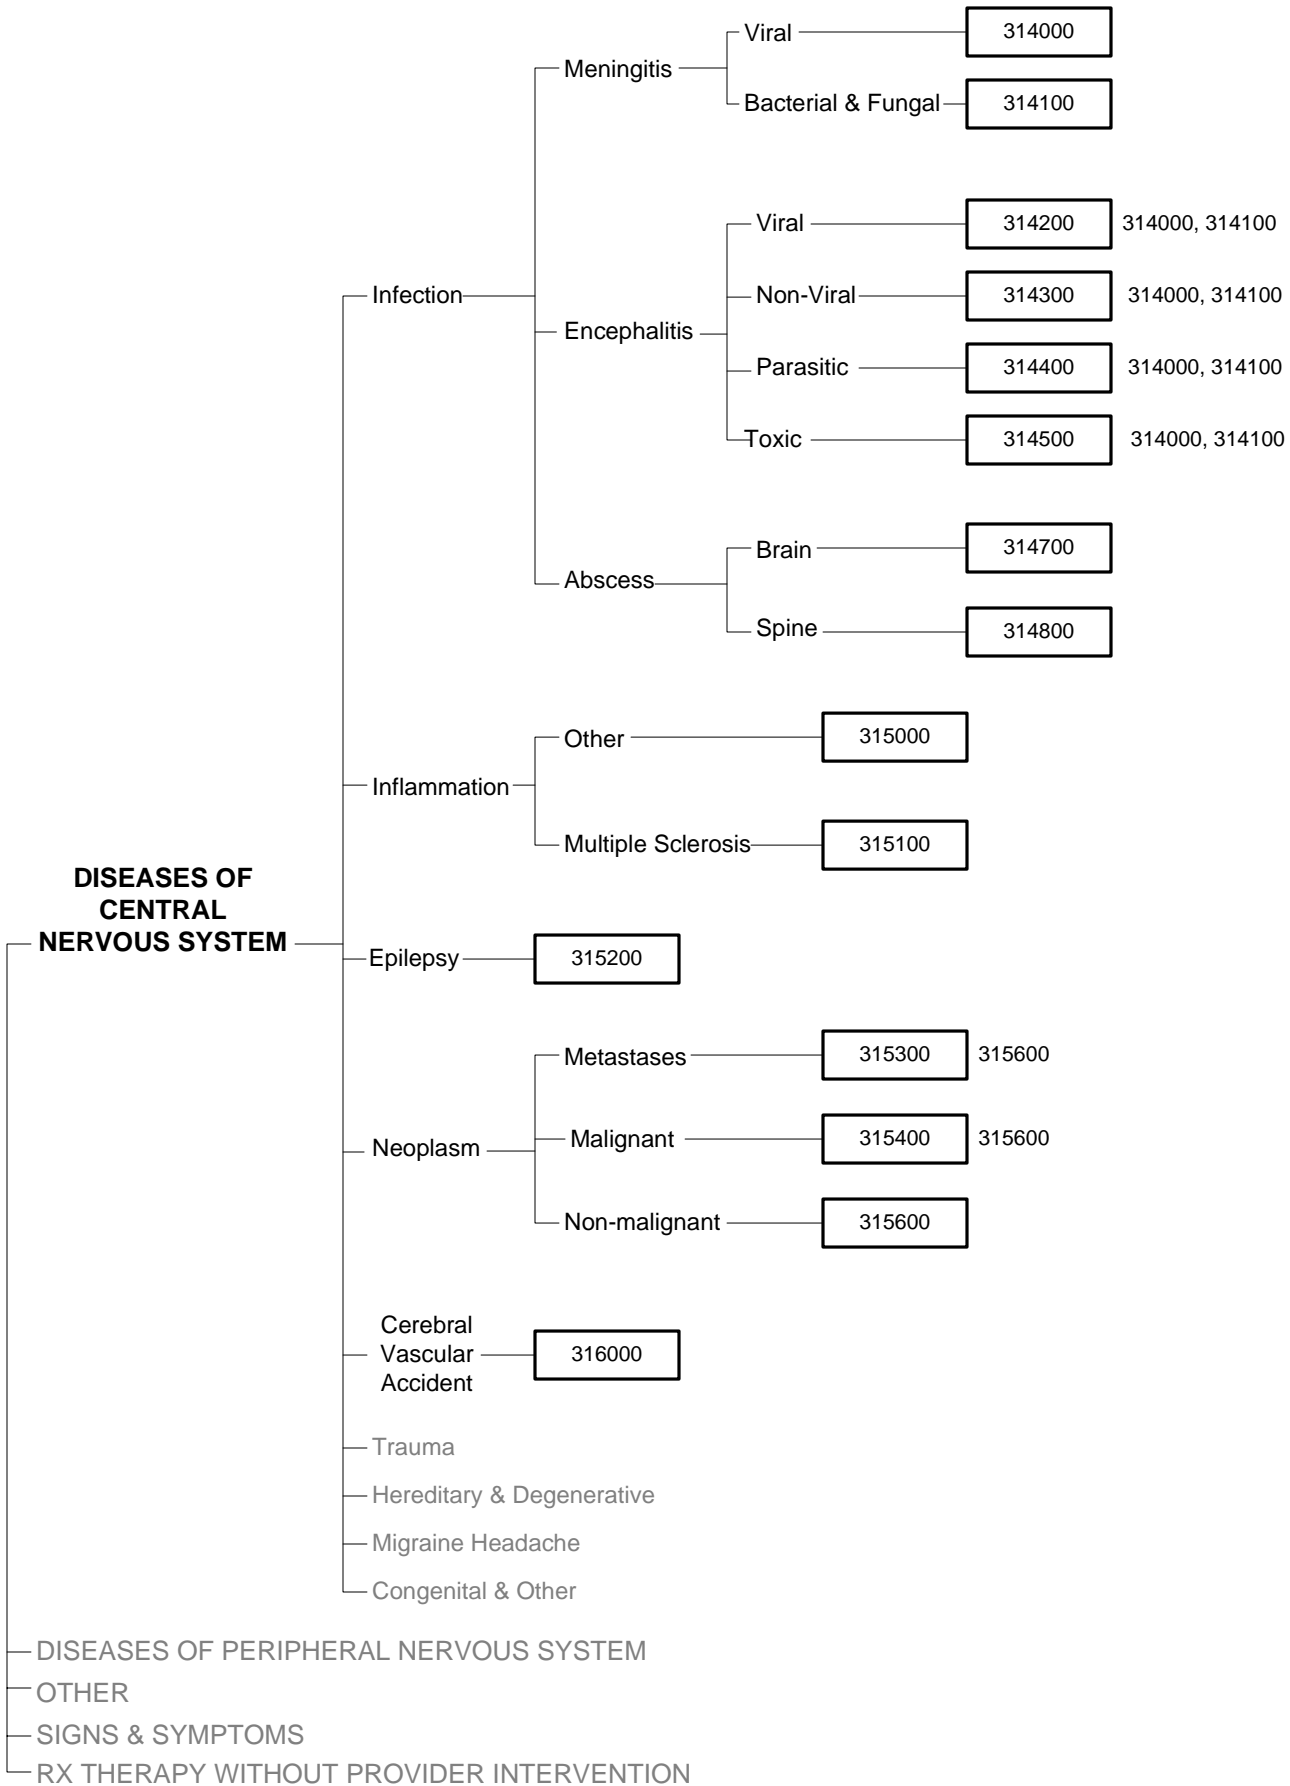 Viral 314000
Meningitis
Bacterial & Fungal 314100
Viral 314200 314000, 314100
Infection
Non-Viral 314300 314000, 314100
Encephalitis
Parasitic 314400 314000, 314100
Toxic 314500 314000, 314100
Brain 314700
Abscess
Spine 314800
Other 315000
Inflammation
Multiple Sclerosis 315100
DISEASES OF
CENTRAL
NERVOUS SYSTEM
Epilepsy 315200
Metastases 315300 315600
Malignant 315400 315600
Neoplasm
Non-malignant 315600
Cerebral
Vascular 316000
Accident
Trauma
Hereditary & Degenerative
Migraine Headache
Congenital & Other
DISEASES OF PERIPHERAL NERVOUS SYSTEM
OTHER
SIGNS & SYMPTOMS
RX THERAPY WITHOUT PROVIDER INTERVENTION